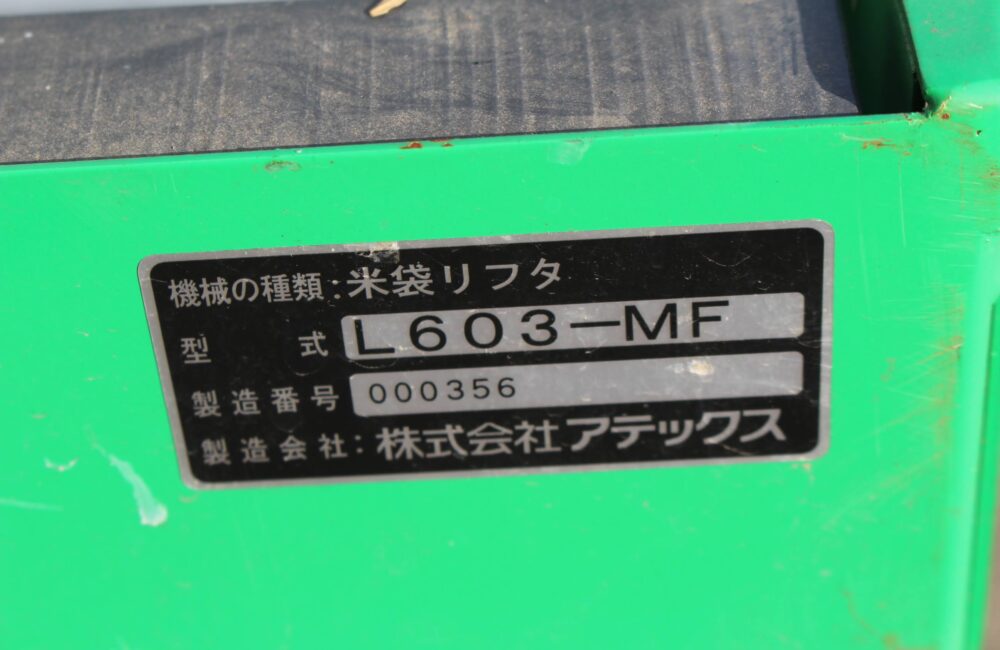 機械の種類：米袋リフタ
型式 L603-MF
製造番号 000356
製造会社：株式会社アテックス